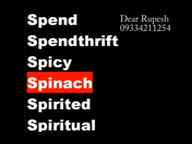 Spend
Dear Rupesh
09334211254
Spendthrift
Spicy
Spinach
Spirited
Spiritual